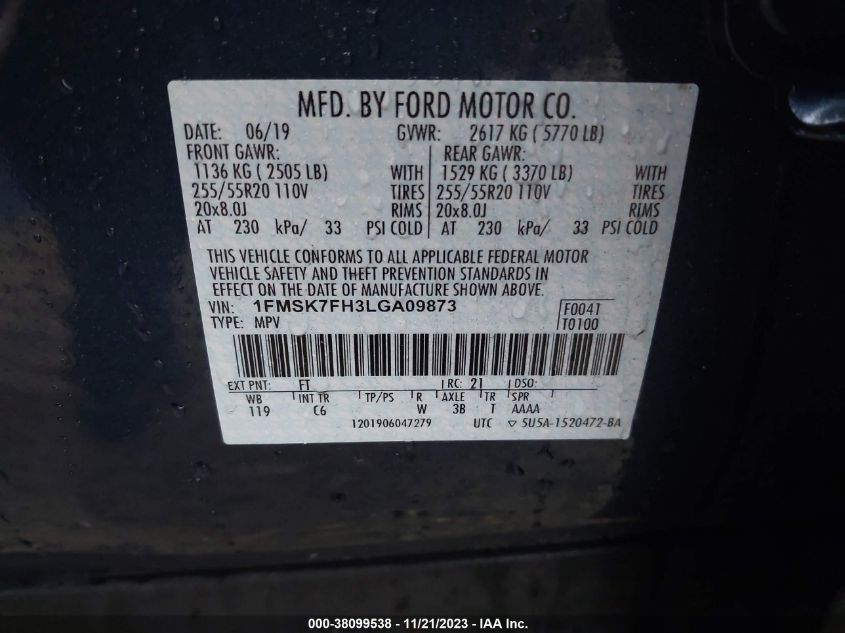 MFD. BY FORD MOTOR CO.
DATE: 06/19 GVWR: 2617 KG ( 5770 LB)
FRONT GAWR: REAR GAWR:
1136 KG ( 2505 LB) WITH 1529 KG ( 3370 LB) WITH
255/55R20 110V TIRES 255/55R20 110V TIRES
20x8.0J RIMS 20x8.0J RIMS
AT 230 kPa/ 33 PSI COLD AT 230 kPa/ 33 PSI COLD
THIS VEHICLE CONFORMS TO ALL APPLICABLE FEDERAL MOTOR
VEHICLE SAFETY AND THEFT PREVENTION STANDARDS IN
EFFECT ON THE DATE OF MANUFACTURE SHOWN ABOVE.
VIN: 1FMSK7FH3LGA09873 F0041
TYPE: MPV T0100
EXT PNT: FT RC: 21 DSO:
WB INT TR TP/PS R AXLE TR SPR
119 C6 W 3B T AAAA
1201906047279 UTC ▽ 5U5A-1520472-BA
000-38099538 - 11/21/2023 - IAA Inc.